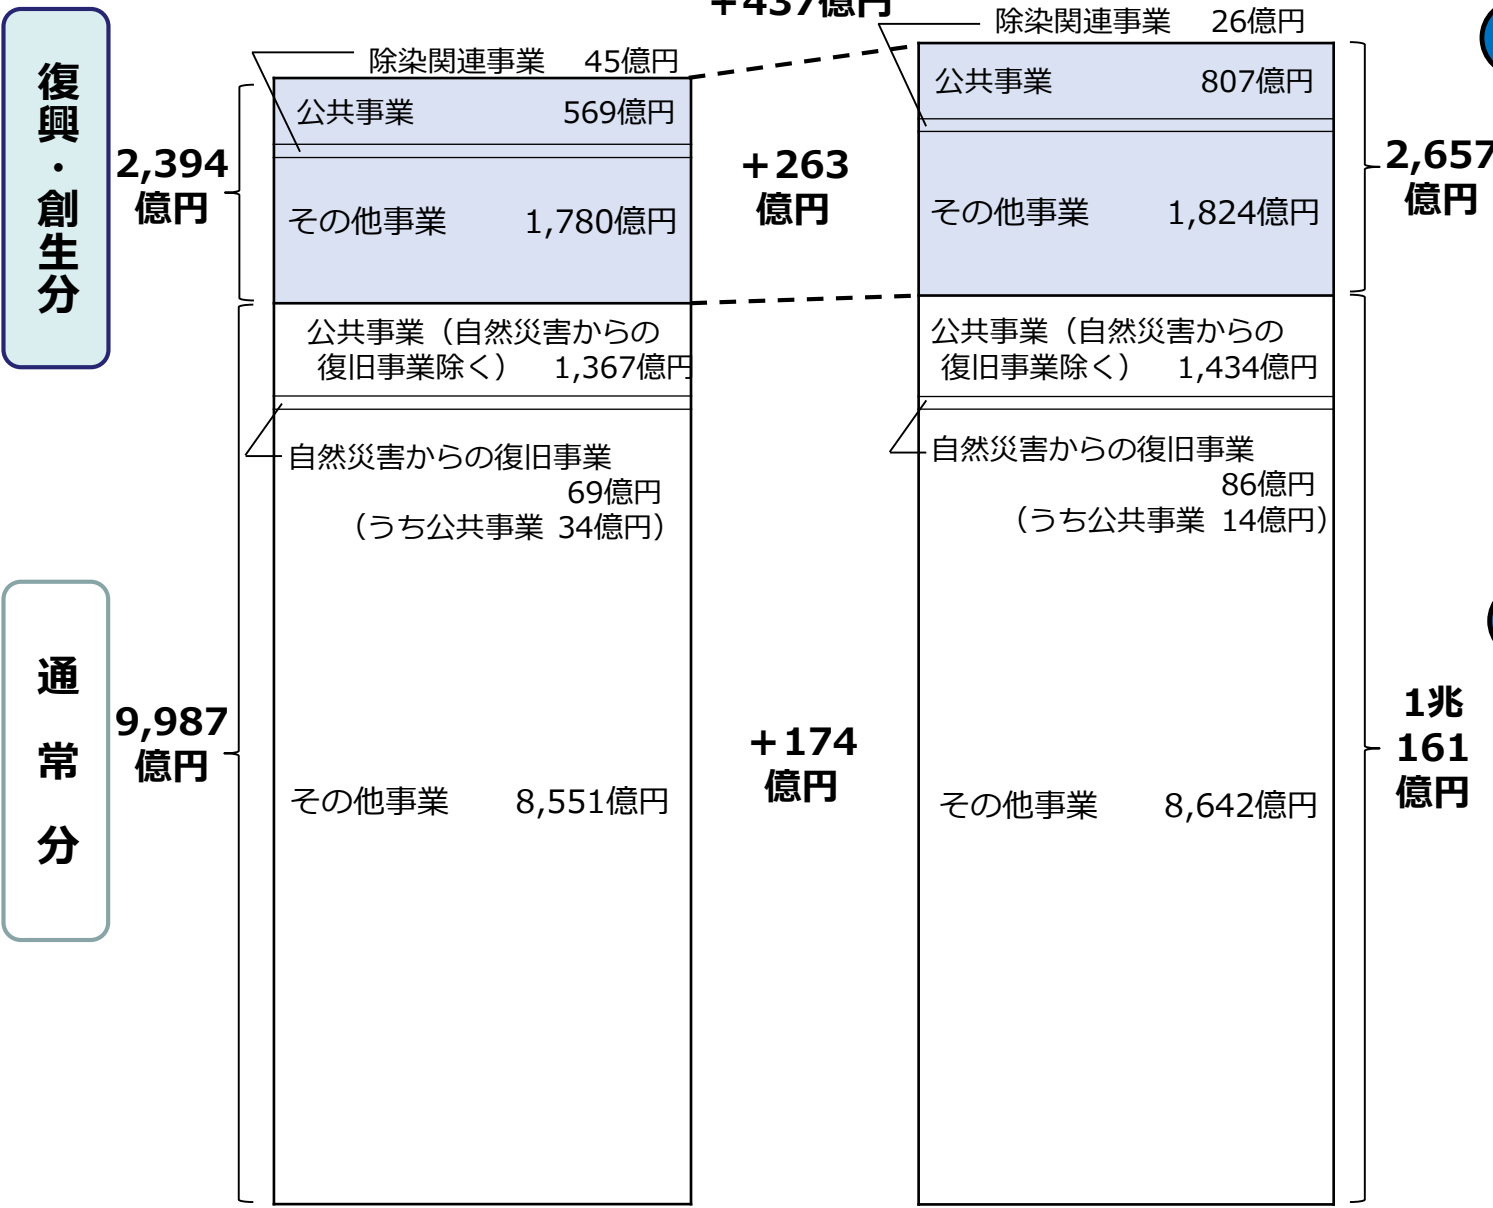 +437億円
除染関連事業 26億円
除染関連事業 45億円
復興・創生分
2,394
億円
公共事業 569億円
その他事業 1,780億円
+263
億円
公共事業 807億円
その他事業 1,824億円
2,657
億円
公共事業（自然災害からの
復旧事業除く） 1,367億円
自然災害からの復旧事業
69億円
（うち公共事業 34億円）
公共事業（自然災害からの
復旧事業除く） 1,434億円
自然災害からの復旧事業
86億円
（うち公共事業 14億円）
通常分
9,987
億円
その他事業 8,551億円
+174
億円
その他事業 8,642億円
1兆
161
億円